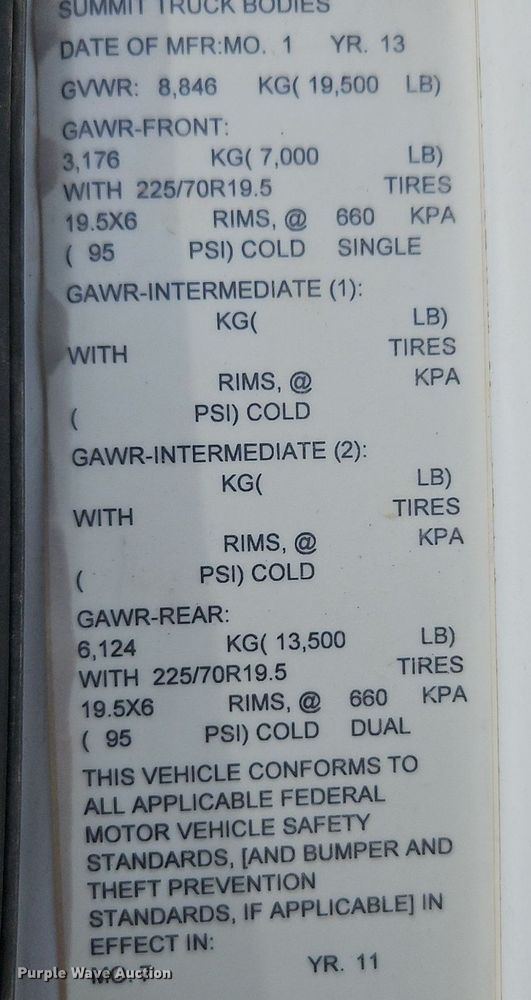 SUMMIT TRUCK BODIES
DATE OF MFR:MO. 1 YR. 13
GVWR: 8,846 KG( 19,500 LB)
GAWR-FRONT:
3,176 KG( 7,000 LB)
WITH 225/70R19.5 TIRES
19.5X6 RIMS, @ 660 KPA
( 95 PSI) COLD SINGLE
GAWR-INTERMEDIATE (1):
KG( LB)
WITH TIRES
RIMS, @ KPA
( PSI) COLD
GAWR-INTERMEDIATE (2):
KG( LB)
WITH TIRES
RIMS, @ KPA
( PSI) COLD
GAWR-REAR:
6,124 KG( 13,500 LB)
WITH 225/70R19.5 TIRES
19.5X6 RIMS, @ 660 KPA
( 95 PSI) COLD DUAL
THIS VEHICLE CONFORMS TO
ALL APPLICABLE FEDERAL
MOTOR VEHICLE SAFETY
STANDARDS, [AND BUMPER AND
THEFT PREVENTION
STANDARDS, IF APPLICABLE] IN
EFFECT IN:
MO. YR. 11
Purple Wave Auction